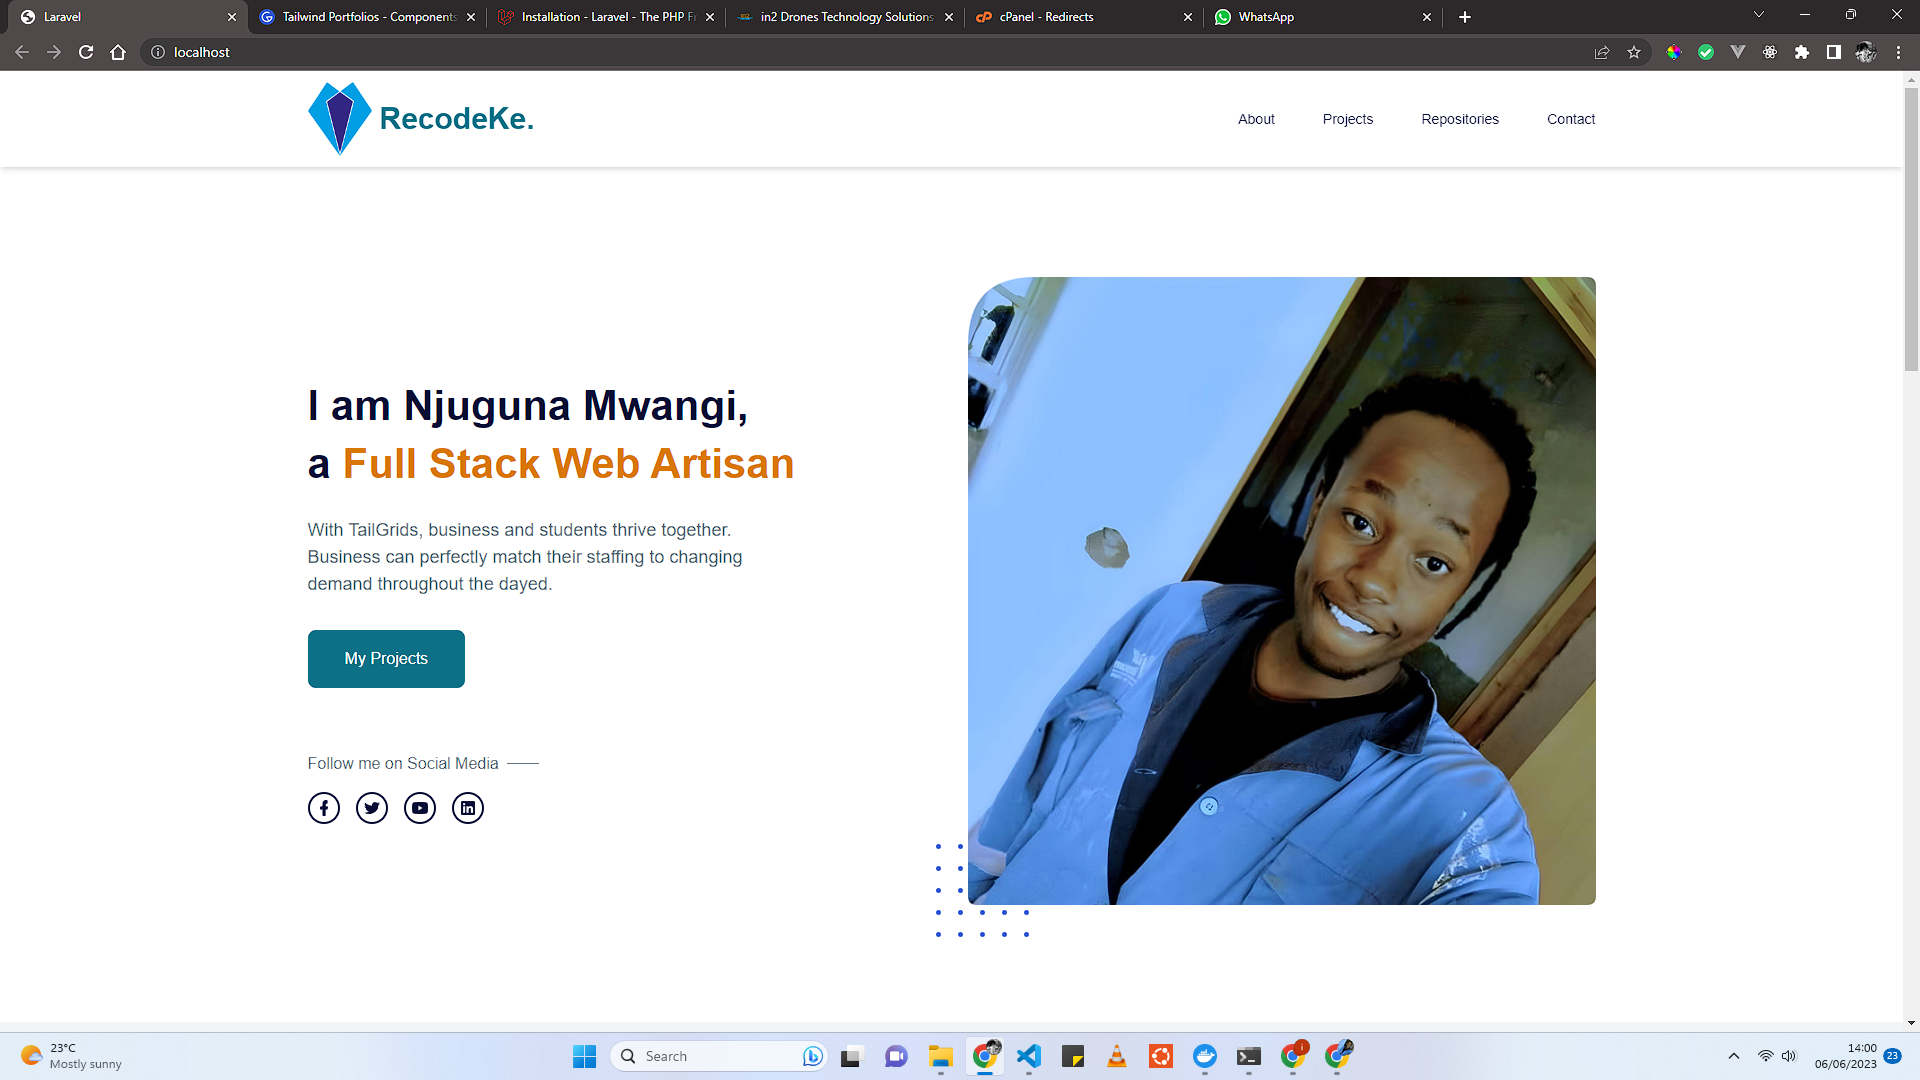 Laravel
Tailwind Portfolios - Components
Installation - Laravel - The PHP Fr
in2 Drones Technology Solutions
cPanel - Redirects
WhatsApp
localhost
RecodeKe.
About
Projects
Repositories
Contact
I am Njuguna Mwangi,
a Full Stack Web Artisan
With TailGrids, business and students thrive together.
Business can perfectly match their staffing to changing
demand throughout the dayed.
My Projects
Follow me on Social Media
23°C
Mostly sunny
Search
14:00
06/06/2023
23